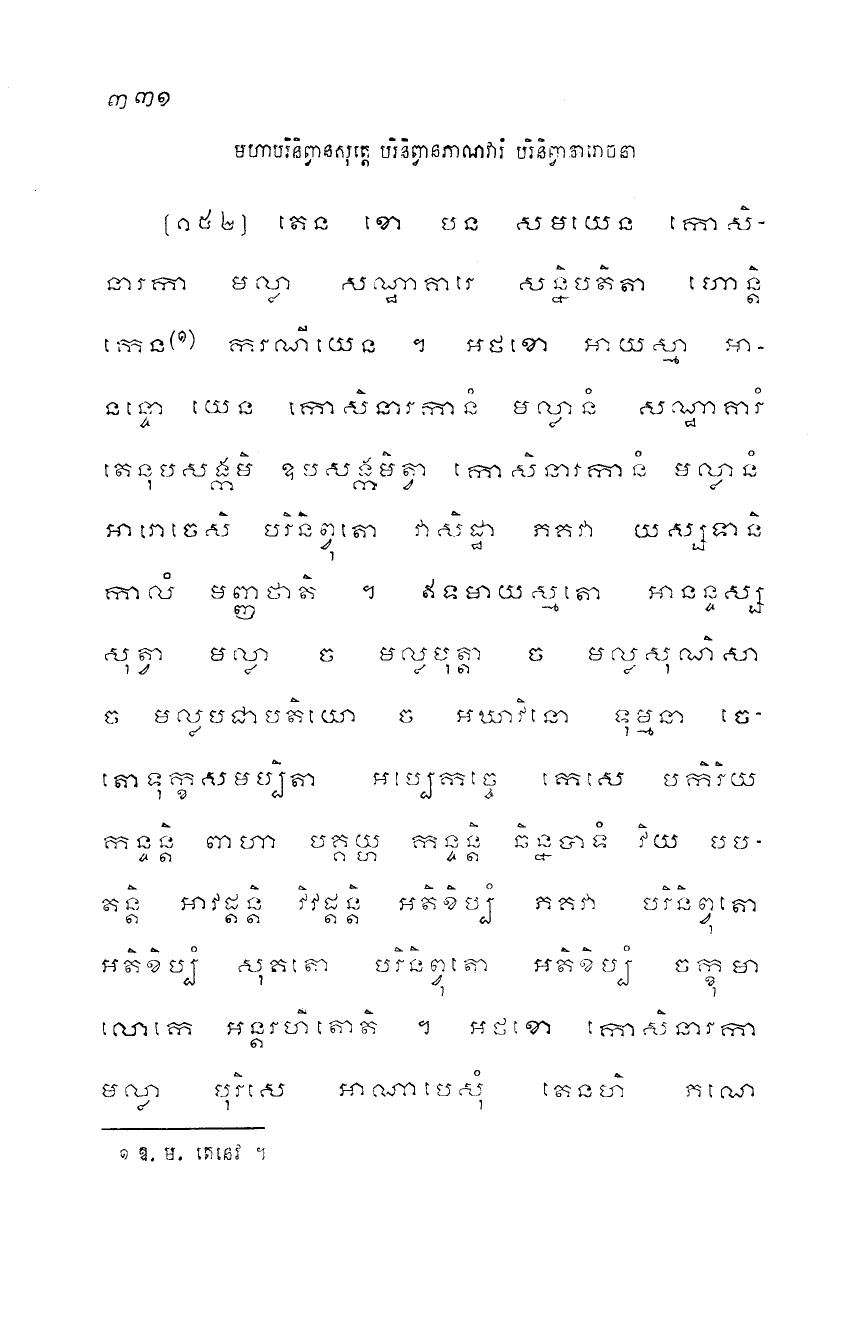 ៣៣១
មហាបរិនិព្វានសុត្តេ បរិនិព្វានភាណវារំ បរិនិព្វានារោចនា
[១៥២] តេន ខោ បន សមយេន កោសិ-
នារកា មល្លា សណ្ឋាគារេ សន្និបតិតា ហោន្តិ
កេន(១) ករណីយេន ។ អថខោ អាយស្មា អា-
នន្ទោ យេន កោសិនារកានំ មល្លានំ សណ្ឋាគារំ
តេនុបសង្កមិ ឧបសង្កមិត្វា កោសិនារកានំ មល្លានំ
អារោចេសិ បរិនិព្វុតោ វាសិដ្ឋា ភគវា យស្សទានិ
កាលំ មញ្ញថាតិ ។ ឥទមាយស្មតោ អានន្ទស្ស
សុត្វា មល្លា ច មល្លបុត្តា ច មល្លសុណិសា
ច មល្លបជាបតិយោ ច អឃាវិនោ ទុម្មនា ចេ-
តោទុក្ខសមប្បិតា អប្បេកច្ចេ កេសេ បកិរិយ
កន្ទន្តិ ពាហា បគ្គយ្ហ កន្ទន្តិ ឆិន្នបាទំ វិយ បប-
តន្តិ អាវដ្តន្តិ វិវដ្តន្តិ អតិខិប្បំ ភគវា បរិនិព្វុតោ
អតិខិប្បំ សុគតោ បរិនិព្វុតោ អតិខិប្បំ ចក្ខុមា
លោកេ អន្តរហិតោតិ ។ អថខោ កោសិនារកា
មល្លា បុរិសេ អាណាបេសុំ តេនហិ ភណេ
១ ឱ. ម. តេនេវ ។